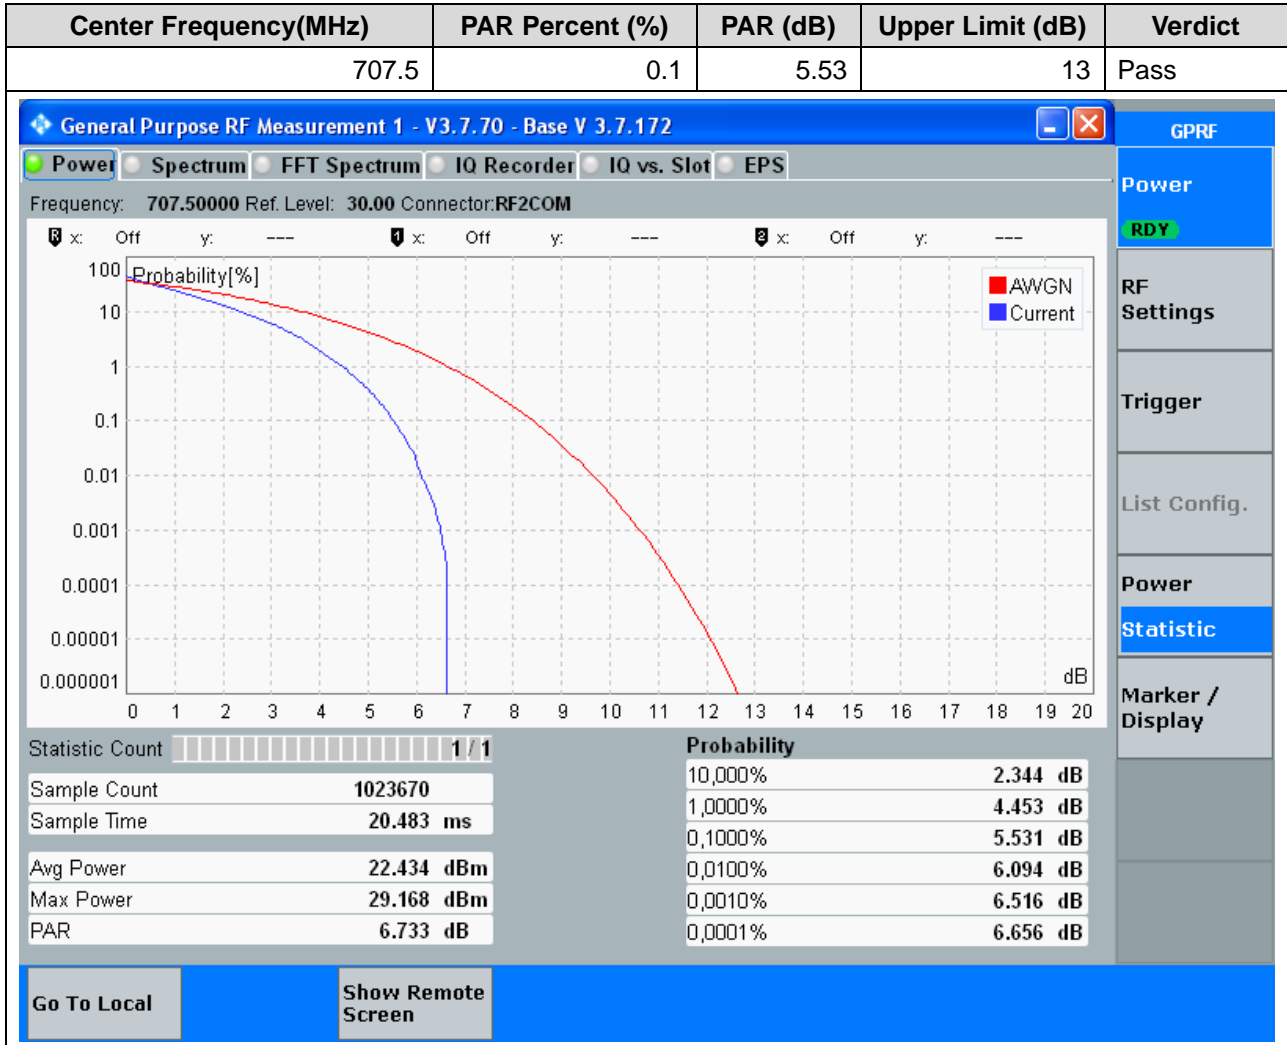 Center Frequency(MHz) PAR Percent (%) PAR (dB) Upper Limit (dB) Verdict
707.5 0.1 5.53 13 Pass
General Purpose RF Measurement 1 - V3.7.70 - Base V 3.7.172
GPRF
Power Spectrum FFT Spectrum IQ Recorder IQ vs. Slot EPS
Power
RDY
Frequency: 707.50000 Ref. Level: 30.00 Connector:RF2COM
R x: Off y: --- 1 x: Off y: --- 2 x: Off y: ---
Probability[%]
AWGN
Current
100
10
1
0.1
0.01
0.001
0.0001
0.00001
0.000001
dB
0 1 2 3 4 5 6 7 8 9 10 11 12 13 14 15 16 17 18 19 20
RF
Settings
Trigger
List Config.
Power
Statistic
Marker /
Display
Statistic Count 1 / 1
Sample Count 1023670
Sample Time 20.483 ms
Avg Power 22.434 dBm
Max Power 29.168 dBm
PAR 6.733 dB
Probability
10,000% 2.344 dB
1,0000% 4.453 dB
0,1000% 5.531 dB
0,0100% 6.094 dB
0,0010% 6.516 dB
0,0001% 6.656 dB
Go To Local
Show Remote
Screen